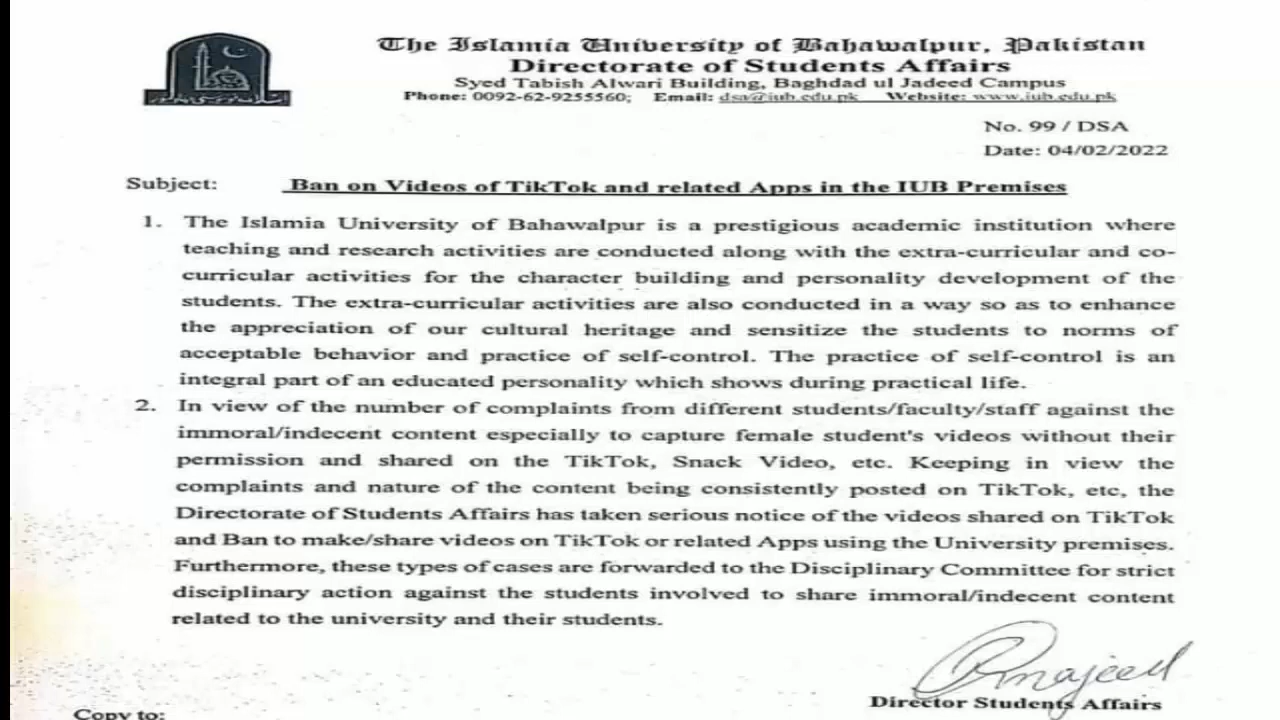 The Islamia University of Bahawalpur, Pakistan
Directorate of Students Affairs
Syed Tabish Alwari Building, Baghdad ul Jadeed Campus
Phone: 0092-62-9255560; Email: dsa@iub.edu.pk Website: www.iub.edu.pk
No. 99 / DSA
Date: 04/02/2022
Subject: Ban on Videos of TikTok and related Apps in the IUB Premises
1. The Islamia University of Bahawalpur is a prestigious academic institution where
teaching and research activities are conducted along with the extra-curricular and co-
curricular activities for the character building and personality development of the
students. The extra-curricular activities are also conducted in a way so as to enhance
the appreciation of our cultural heritage and sensitize the students to norms of
acceptable behavior and practice of self-control. The practice of self-control is an
integral part of an educated personality which shows during practical life.
2. In view of the number of complaints from different students/faculty/staff against the
immoral/indecent content especially to capture female student's videos without their
permission and shared on the TikTok, Snack Video, etc. Keeping in view the
complaints and nature of the content being consistently posted on TikTok, etc, the
Directorate of Students Affairs has taken serious notice of the videos shared on TikTok
and Ban to make/share videos on TikTok or related Apps using the University premises.
Furthermore, these types of cases are forwarded to the Disciplinary Committee for strict
disciplinary action against the students involved to share immoral/indecent content
related to the university and their students.
Director Students Affairs
Copy to: